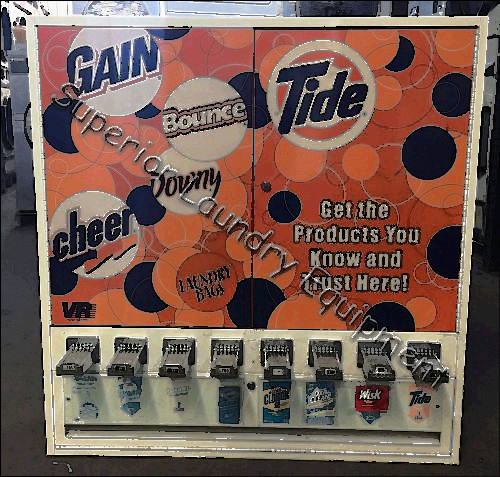 GAIN
Bounce
Downy
cheer
LAUNDRY
BAGS
Tide
Get the
Products You
Know and
Trust Here!
Superior Laundry Equipment
VR
Wisk
Tide